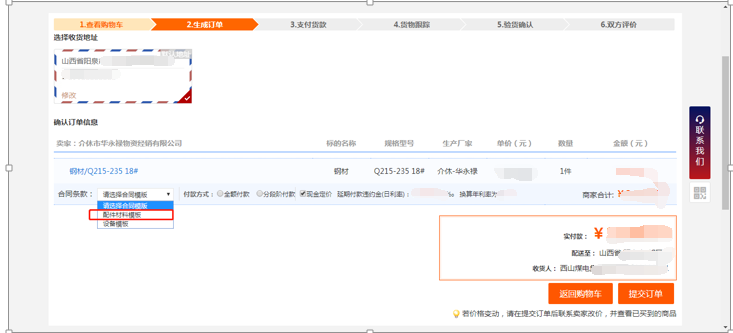 1.查看购物车 2.生成订单 3.支付货款 4.货物跟踪 5.验货确认 6.双方评价
选择收货地址
山西省阳泉
修改
确认订单信息
卖家：介休市华永禄物资经销有限公司 标的名称 规格型号 生产厂家 单价（元） 数量 金额（元）
钢材/Q215-235 18# 钢材 Q215-235 18# 介休-华永禄 1件
合同条款： 请选择合同模版 付款方式： 全额付款 分段阶付款 现金定价 延期付款违约金(日利率)： ‰ 换算年利率为 商家合计: ¥
请选择合同模版
配件材料模板
设备模板
实付款： ¥
配送至： 山西省
收货人： 西山煤电
返回购物车 提交订单
若价格变动，请在提交订单后联系卖家改价，并查看已买到的商品
联系我们